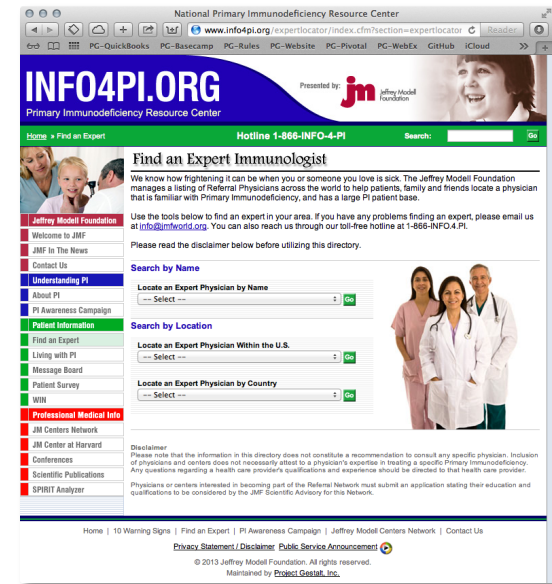 National Primary Immunodeficiency Resource Center
www.info4pi.org/expertlocator/index.cfm?section=expertlocator
Reader
PG-QuickBooks PG-Basecamp PG-Rules PG-Website PG-Pivotal PG-WebEx GitHub iCloud
INFO4PI.ORG
Primary Immunodeficiency Resource Center
Presented by:
jm
Jeffrey Modell
Foundation
Home » Find an Expert
Hotline 1-866-INFO-4-PI
Search:
Go
Jeffrey Modell Foundation
Welcome to JMF
JMF In The News
Contact Us
Understanding PI
About PI
PI Awareness Campaign
Patient Information
Find an Expert
Living with PI
Message Board
Patient Survey
WIN
Professional Medical Info
JM Centers Network
JM Center at Harvard
Conferences
Scientific Publications
SPIRIT Analyzer
Find an Expert Immunologist
We know how frightening it can be when you or someone you love is sick. The Jeffrey Modell Foundation
manages a listing of Referral Physicians across the world to help patients, family and friends locate a physician
that is familiar with Primary Immunodeficiency, and has a large PI patient base.
Use the tools below to find an expert in your area. If you have any problems finding an expert, please email us
at info@jmfworld.org. You can also reach us through our toll-free hotline at 1-866-INFO.4.PI.
Please read the disclaimer below before utilizing this directory.
Search by Name
Locate an Expert Physician by Name
-- Select --
Go
Search by Location
Locate an Expert Physician Within the U.S.
-- Select --
Go
Locate an Expert Physician by Country
-- Select --
Go
Disclaimer
Please note that the information in this directory does not constitute a recommendation to consult any specific physician. Inclusion
of physicians and centers does not necessarily attest to a physician's expertise in treating a specific Primary Immunodeficiency.
Any questions regarding a health care provider's qualifications and experience should be directed to that health care provider.
Physicians or centers interested in becoming part of the Referral Network must submit an application stating their education and
qualifications to be considered by the JMF Scientific Advisory for this Network.
Home | 10 Warning Signs | Find an Expert | PI Awareness Campaign | Jeffrey Modell Centers Network | Contact Us
Privacy Statement / Disclaimer Public Service Announcement
© 2013 Jeffrey Modell Foundation. All rights reserved.
Maintained by Project Gestalt, Inc.